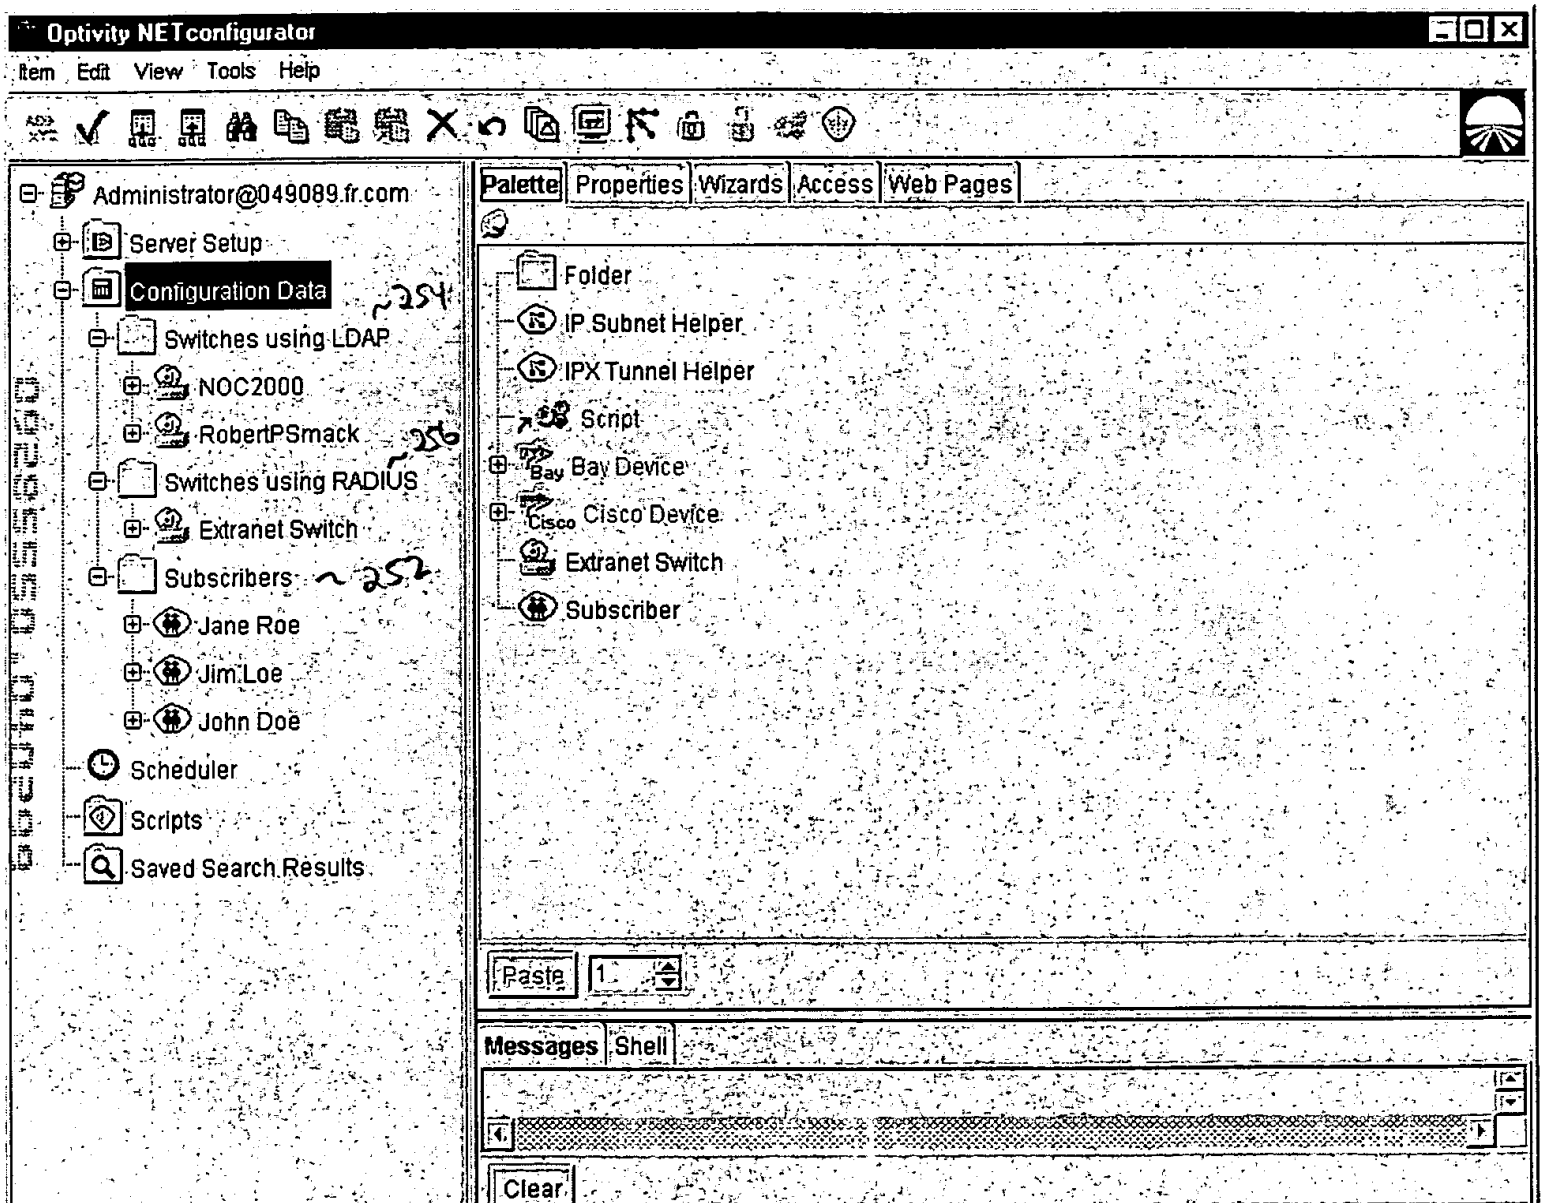 Optivity NETconfigurator
Item Edit View Tools Help
ADD
XYZ
Administrator@049089.fr.com
Server Setup
Configuration Data
~254
Switches using LDAP
NOC2000
RobertPSmack
~256
Switches using RADIUS
Extranet Switch
Subscribers ~252
Jane Roe
Jim Loe
John Doe
Scheduler
Scripts
Saved Search Results
Palette Properties Wizards Access Web Pages
Folder
IP Subnet Helper
IPX Tunnel Helper
Script
Bay Bay Device
Cisco Cisco Device
Extranet Switch
Subscriber
Paste 1
Messages Shell
Clear